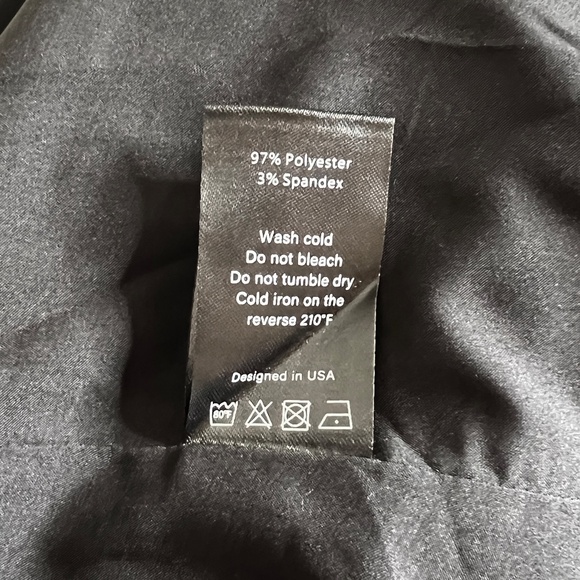 97% Polyester
3% Spandex
Wash cold
Do not bleach
Do not tumble dry
Cold iron on the
reverse 210°F
Designed in USA
80°F